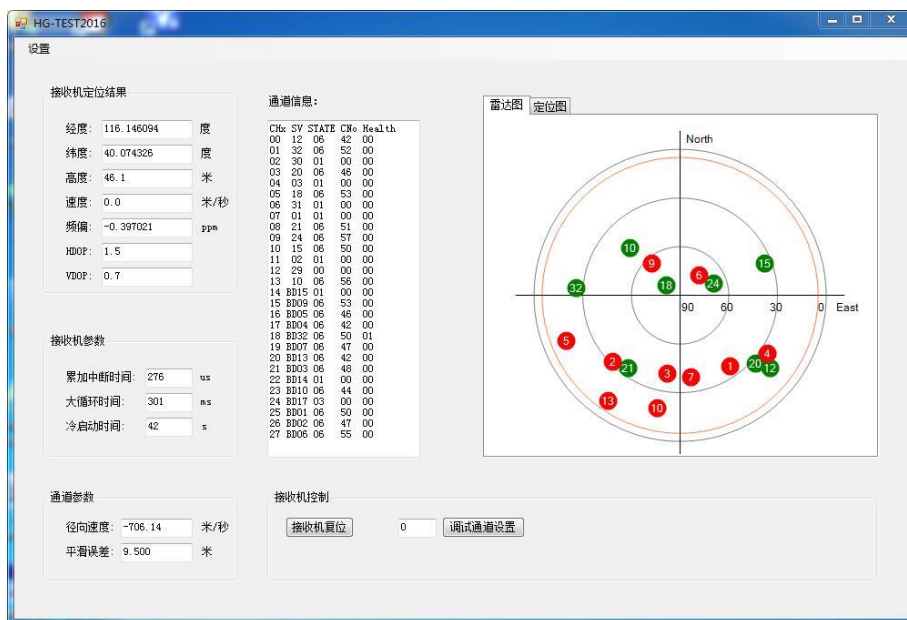 HG-TEST2016
设置
接收机定位结果
经度: 116.146094 度
纬度: 40.074326 度
高度: 46.1 米
速度: 0.0 米/秒
频偏: -0.397021 ppm
HDOP: 1.5
VDOP: 0.7
接收机参数
累加中断时间: 276 us
大循环时间: 301 ms
冷启动时间: 42 s
通道参数
径向速度: -706.14 米/秒
平滑误差: 9.500 米
通道信息:
CHx SV STATE CNo Health
00 12 06 42 00
01 32 06 52 00
02 30 01 00 00
03 20 06 46 00
04 03 01 00 00
05 18 06 53 00
06 31 01 00 00
07 01 01 00 00
08 21 06 51 00
09 24 06 57 00
10 15 06 50 00
11 02 01 00 00
12 29 00 00 00
13 10 06 56 00
14 BD15 01 00 00
15 BD09 06 53 00
16 BD05 06 46 00
17 BD04 06 42 00
18 BD32 06 50 01
19 BD07 06 47 00
20 BD13 06 42 00
21 BD03 06 48 00
22 BD14 01 00 00
23 BD10 06 44 00
24 BD17 03 00 00
25 BD01 06 50 00
26 BD02 06 47 00
27 BD06 06 55 00
雷达图 定位图
North
10
9
15
6
18
24
32
90 60 30 0 East
5
2
21
3
7
1
20
4
12
13
10
接收机控制
接收机复位 0 调试通道设置